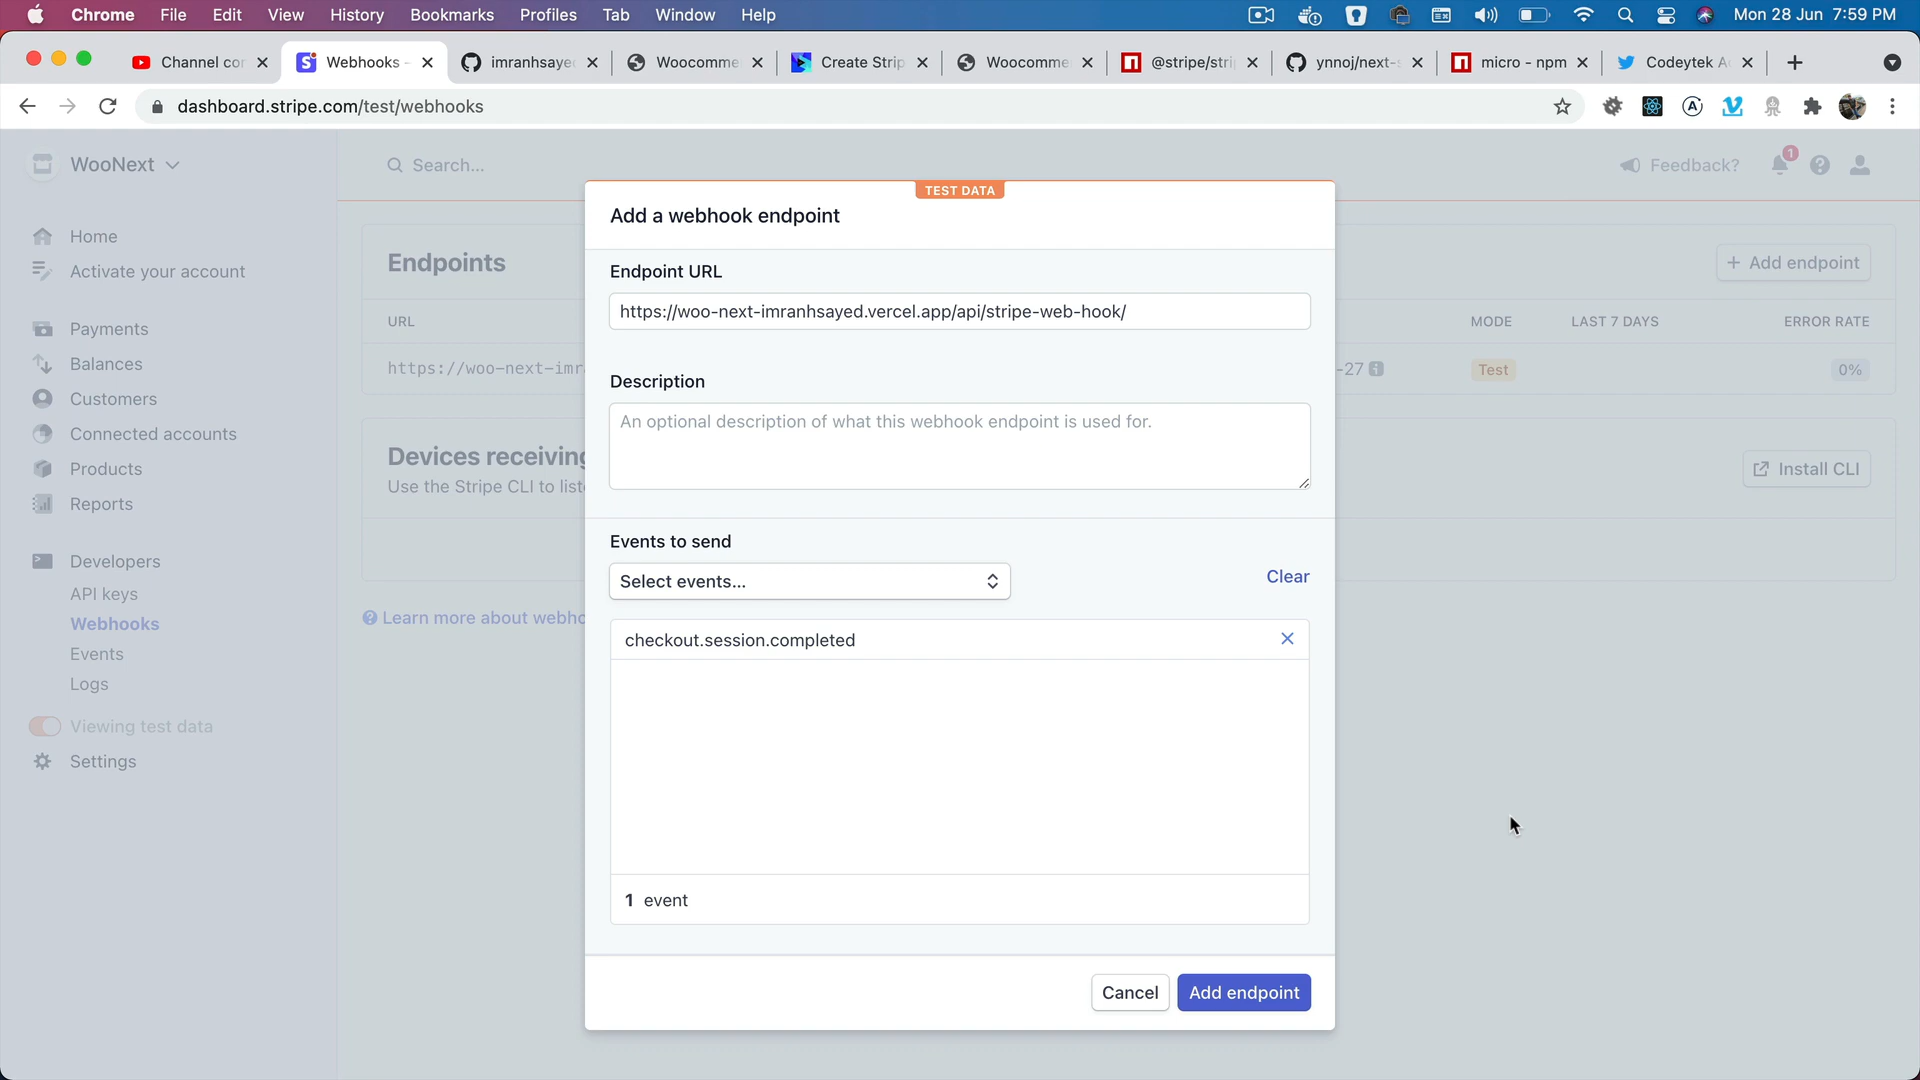 Chrome File Edit View History Bookmarks Profiles Tab Window Help Mon 28 Jun 7:59 PM
Channel con Webhooks - imranhsaye Woocomme Create Strip Woocomme @stripe/stri ynnoj/next-s micro - npm Codeytek A
dashboard.stripe.com/test/webhooks
WooNext
Search...
Feedback?
1
Home
Activate your account
Payments
Balances
Customers
Connected accounts
Products
Reports
Developers
API keys
Webhooks
Events
Logs
Viewing test data
Settings
Endpoints
+ Add endpoint
URL
MODE
LAST 7 DAYS
ERROR RATE
https://woo-next-imr
-27
Test
0%
Devices receiving
Use the Stripe CLI to liste
Install CLI
Learn more about webho
TEST DATA
Add a webhook endpoint
Endpoint URL
https://woo-next-imranhsayed.vercel.app/api/stripe-web-hook/
Description
An optional description of what this webhook endpoint is used for.
Events to send
Select events...
Clear
checkout.session.completed
1 event
Cancel
Add endpoint